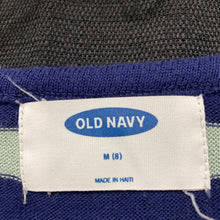 OLD NAVY
M (8)
MADE IN HAITI